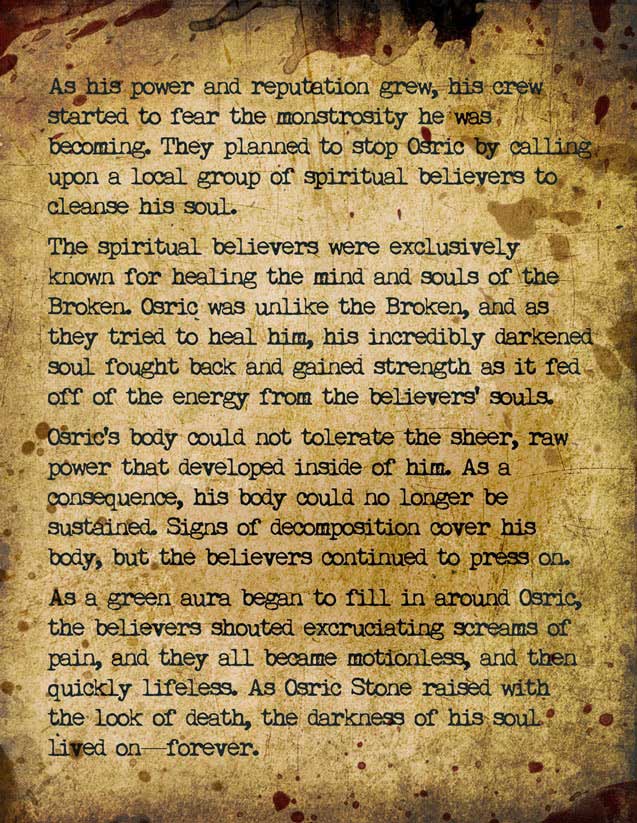 As his power and reputation grew, his crew
started to fear the monstrosity he was
becoming. They planned to stop Osric by calling
upon a local group of spiritual believers to
cleanse his soul.
The spiritual believers were exclusively
known for healing the mind and souls of the
Broken. Osric was unlike the Broken, and as
they tried to heal him, his incredibly darkened
soul fought back and gained strength as it fed
off of the energy from the believers' souls.
Osric's body could not tolerate the sheer, raw
power that developed inside of him. As a
consequence, his body could no longer be
sustained. Signs of decomposition cover his
body, but the believers continued to press on.
As a green aura began to fill in around Osric,
the believers shouted excruciating screams of
pain, and they all became motionless, and then
quickly lifeless. As Osric Stone raised with
the look of death, the darkness of his soul
lived on—forever.